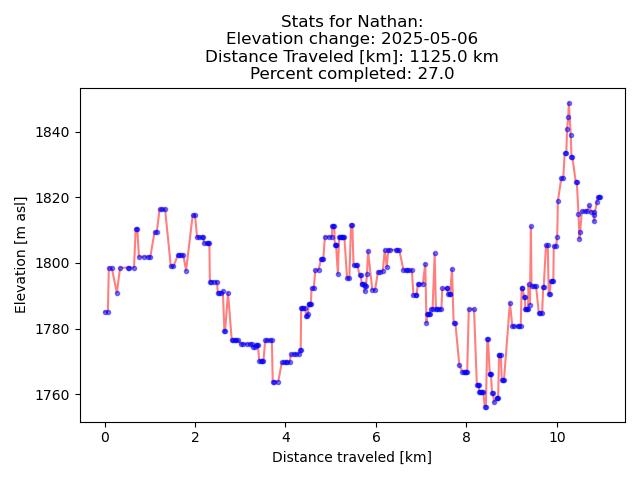 Stats for Nathan:
Elevation change: 2025-05-06
Distance Traveled [km]: 1125.0 km
Percent completed: 27.0
Elevation [m asl]
1840
1820
1800
1780
1760
0 2 4 6 8 10
Distance traveled [km]